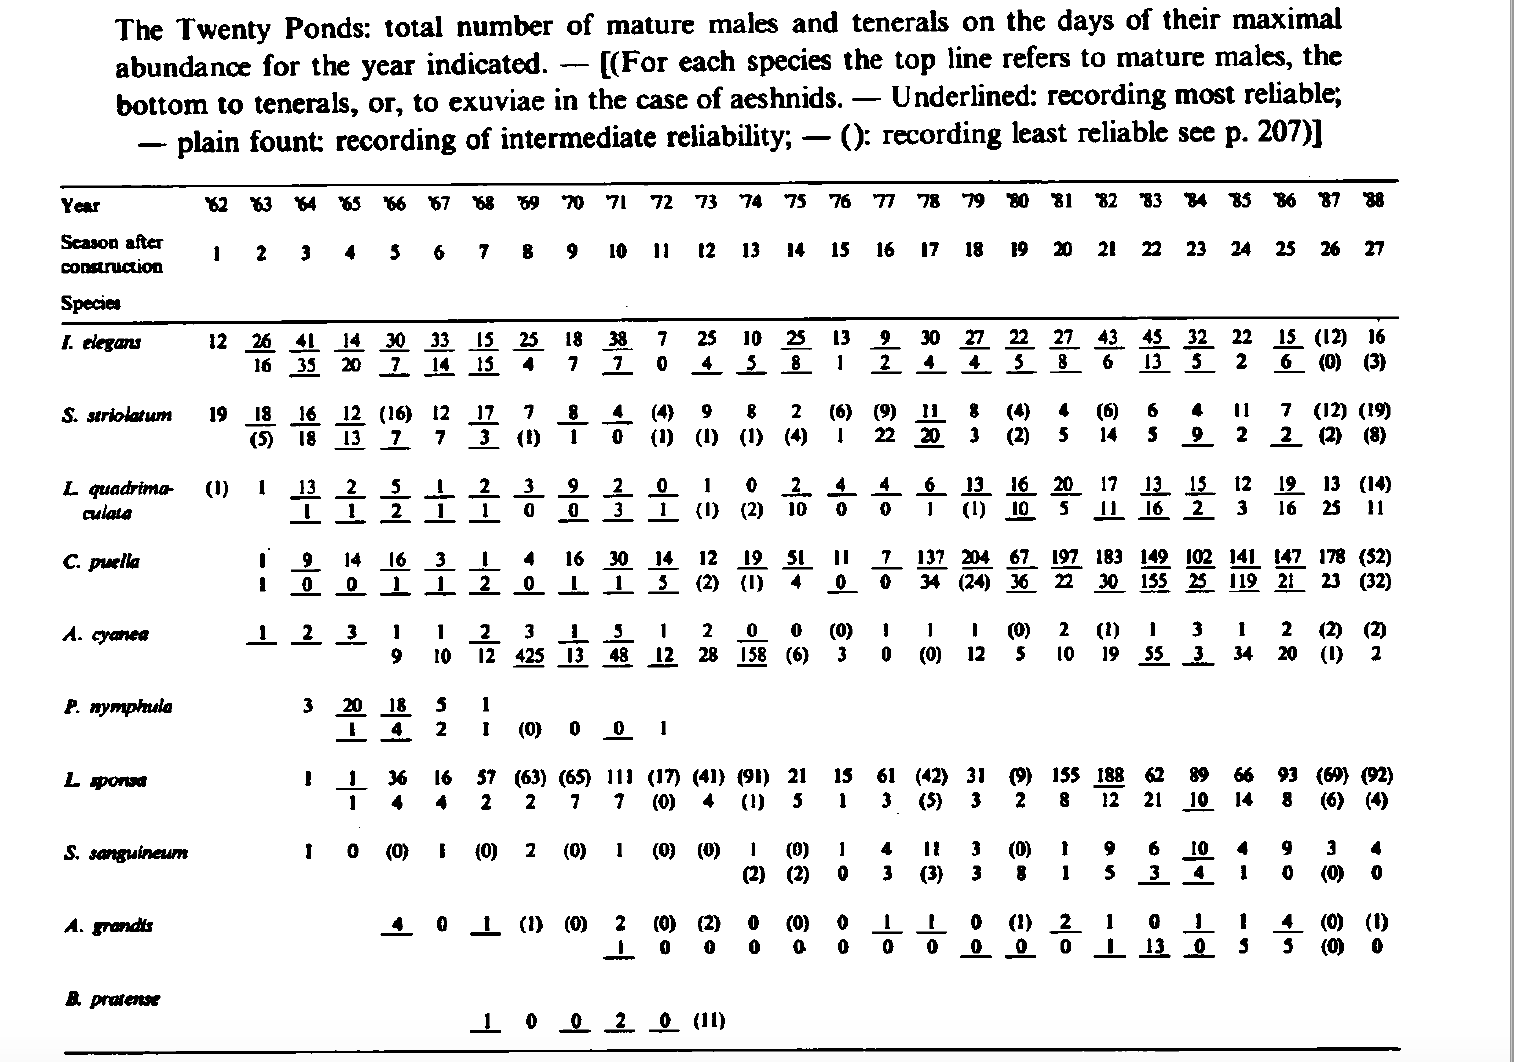 The Twenty Ponds: total number of mature males and tenerals on the days of their maximal
abundance for the year indicated. — [(For each species the top line refers to mature males, the
bottom to tenerals, or, to exuviae in the case of aeshnids. — Underlined: recording most reliable;
— plain fount: recording of intermediate reliability; — (): recording least reliable see p. 207)]
Year '62 '63 '64 '65 '66 '67 '68 '69 '70 '71 '72 '73 '74 '75 '76 '77 '78 '79 '80 '81 '82 '83 '84 '85 '86 '87 '88
Season after
construction 1 2 3 4 5 6 7 8 9 10 11 12 13 14 15 16 17 18 19 20 21 22 23 24 25 26 27
Species
I. elegans 12 26 41 14 30 33 15 25 18 38 7 25 10 25 13 9 30 27 22 27 43 45 32 22 15 (12) 16
16 35 20 7 14 15 4 7 7 0 4 5 8 1 2 4 4 5 8 6 13 5 2 6 (0) (3)
S. striolatum 19 18 16 12 (16) 12 17 7 8 4 (4) 9 8 2 (6) (9) 11 8 (4) 4 (6) 6 4 11 7 (12) (19)
(5) 18 13 7 7 3 (1) 1 0 (1) (1) (1) (4) 1 22 20 3 (2) 5 14 5 9 2 2 (2) (8)
L. quadrima- (1) 1 13 2 5 1 2 3 9 2 0 1 0 2 4 4 6 13 16 20 17 13 15 12 19 13 (14)
culata 1 1 2 1 1 0 0 3 1 (1) (2) 10 0 0 1 (1) 10 5 11 16 2 3 16 25 11
C. puella 1 9 14 16 3 1 4 16 30 14 12 19 51 11 7 137 204 67 197 183 149 102 141 147 178 (52)
1 0 0 1 1 2 0 1 1 5 (2) (1) 4 0 0 34 (24) 36 22 30 155 25 119 21 23 (32)
A. cyanea 1 2 3 1 1 2 3 1 5 1 2 0 0 (0) 1 1 1 (0) 2 (1) 1 3 1 2 (2) (2)
9 10 12 425 13 48 12 28 158 (6) 3 0 (0) 12 5 10 19 55 3 34 20 (1) 2
P. nymphula 3 20 18 5 1
1 4 2 1 (0) 0 0 1
L. sponsa 1 1 36 16 57 (63) (65) 111 (17) (41) (91) 21 15 61 (42) 31 (9) 155 188 62 89 66 93 (69) (92)
1 4 4 2 2 7 7 (0) 4 (1) 5 1 3 (5) 3 2 8 12 21 10 14 8 (6) (4)
S. sanguineum 1 0 (0) 1 (0) 2 (0) 1 (0) (0) 1 (0) 1 4 11 3 (0) 1 9 6 10 4 9 3 4
(2) (2) 0 3 (3) 3 8 1 5 3 4 1 0 (0) 0
A. grandis 4 0 1 (1) (0) 2 (0) (2) 0 (0) 0 1 1 0 (1) 2 1 0 1 1 4 (0) (1)
1 0 0 0 0 0 0 0 0 0 0 1 13 0 5 5 (0) 0
B. pratense
1 0 0 2 0 (11)